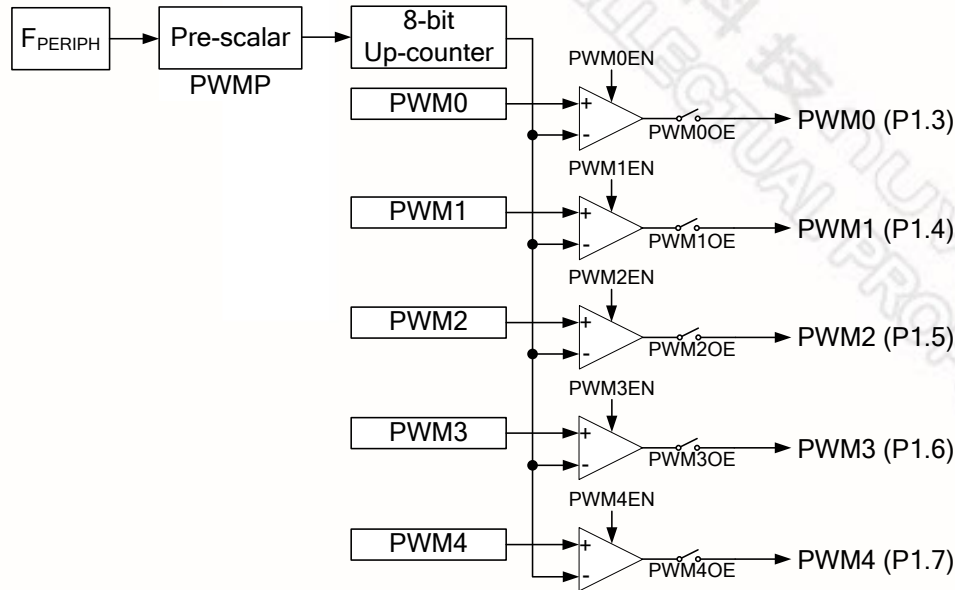 FPERIPH
Pre-scalar
PWMP
8-bit
Up-counter
PWM0
PWM0EN
+
-
PWM0OE
PWM0 (P1.3)
PWM1
PWM1EN
+
-
PWM1OE
PWM1 (P1.4)
PWM2
PWM2EN
+
-
PWM2OE
PWM2 (P1.5)
PWM3
PWM3EN
+
-
PWM3OE
PWM3 (P1.6)
PWM4
PWM4EN
+
-
PWM4OE
PWM4 (P1.7)